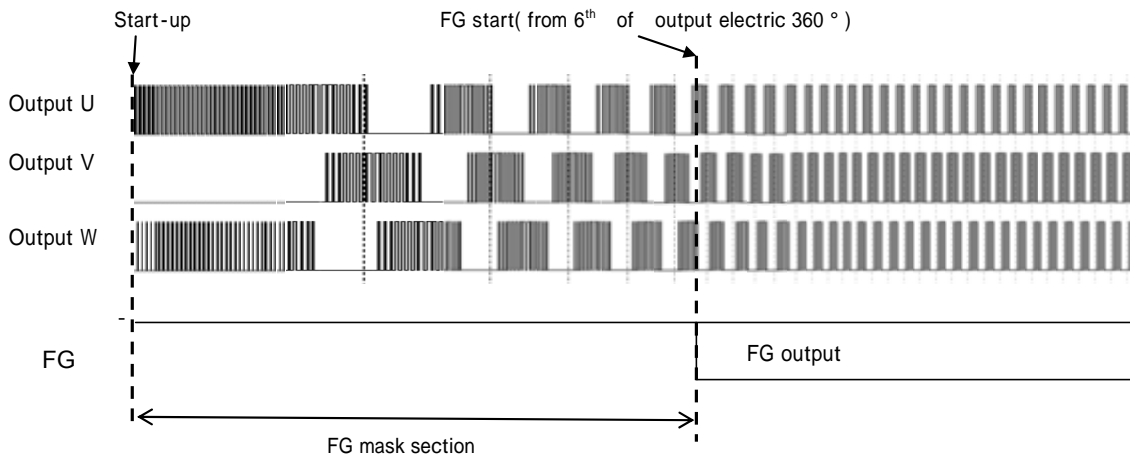 Start-up
FG start( from 6th of output electric 360 ° )
Output U
Output V
Output W
-
FG
FG output
FG mask section